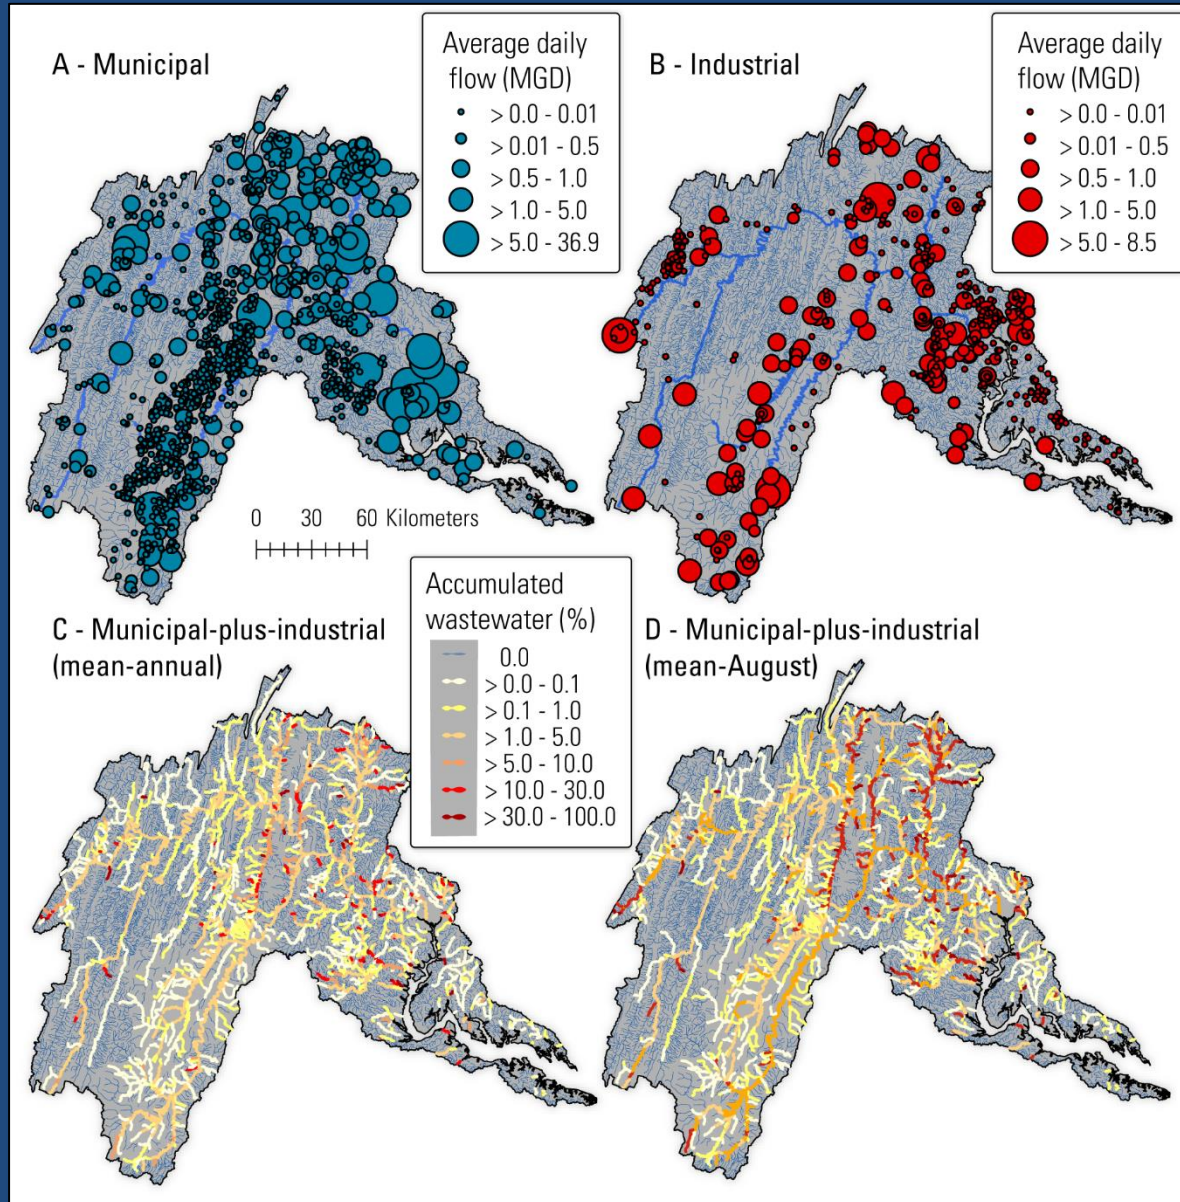 A - Municipal
Average daily
flow (MGD)
> 0.0 - 0.01
> 0.01 - 0.5
> 0.5 - 1.0
> 1.0 - 5.0
> 5.0 - 36.9
B - Industrial
Average daily
flow (MGD)
> 0.0 - 0.01
> 0.01 - 0.5
> 0.5 - 1.0
> 1.0 - 5.0
> 5.0 - 8.5
0 30 60 Kilometers
C - Municipal-plus-industrial
(mean-annual)
Accumulated
wastewater (%)
0.0
> 0.0 - 0.1
> 0.1 - 1.0
> 1.0 - 5.0
> 5.0 - 10.0
> 10.0 - 30.0
> 30.0 - 100.0
D - Municipal-plus-industrial
(mean-August)